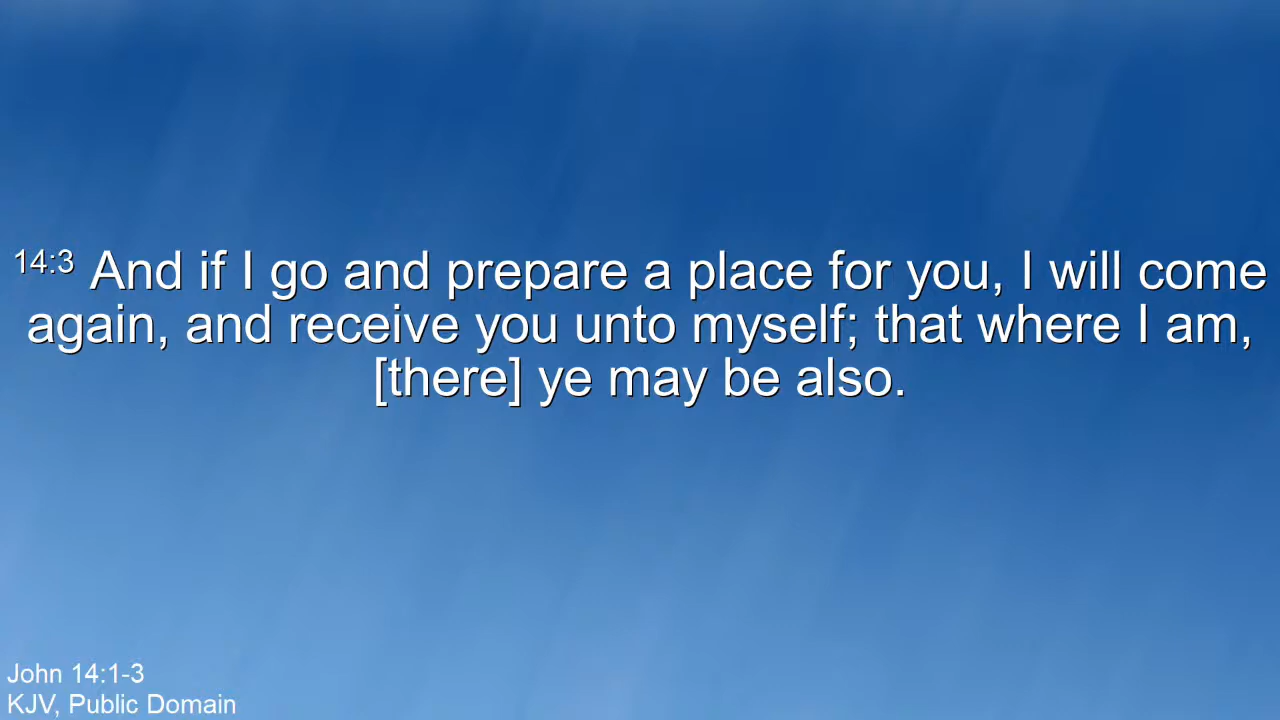 14:3 And if I go and prepare a place for you, I will come
again, and receive you unto myself; that where I am,
[there] ye may be also.
John 14:1-3
KJV, Public Domain